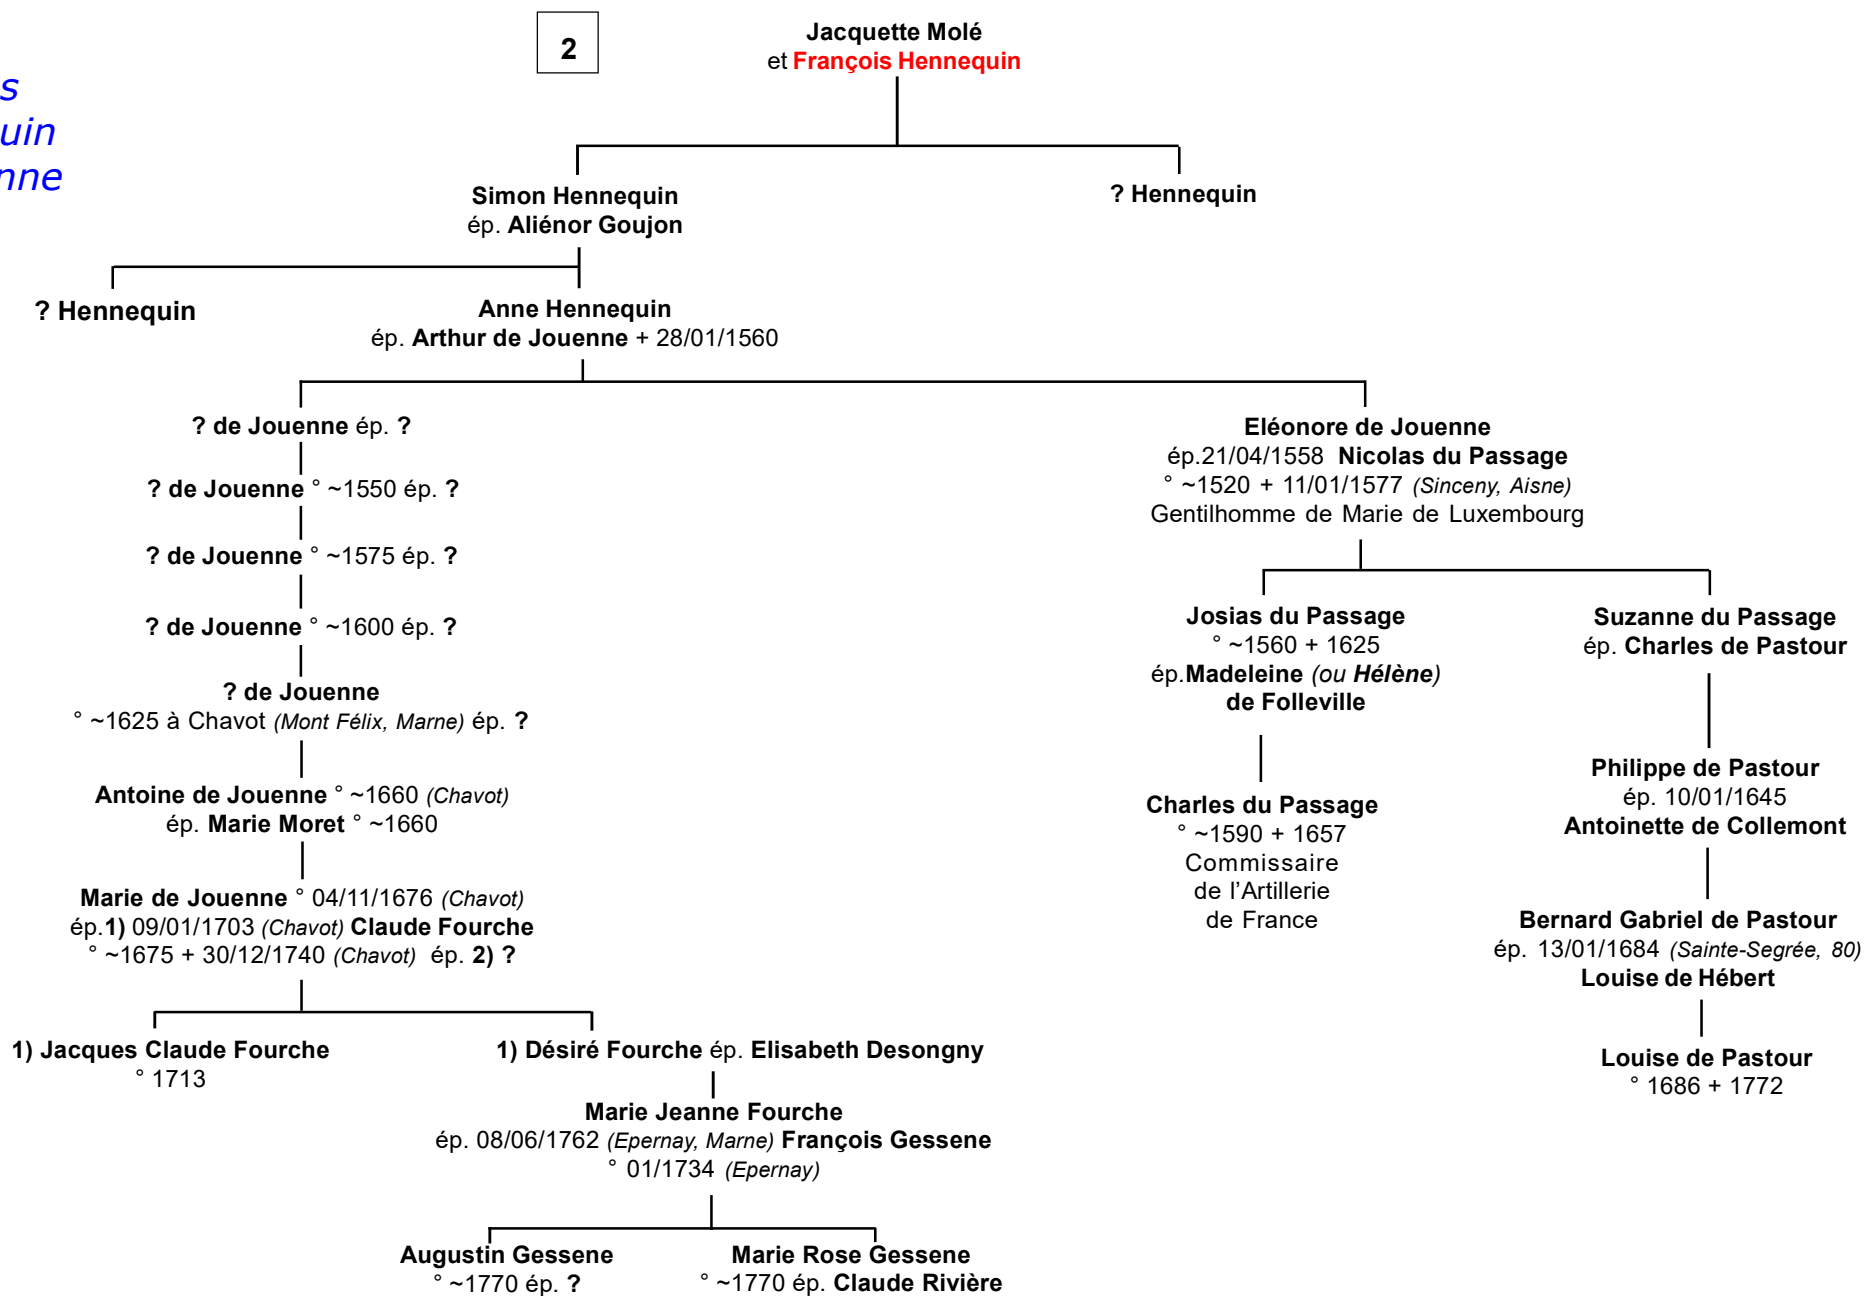 2
Jacquette Molé
et François Hennequin
s
uin
nne
Simon Hennequin
ép. Aliénor Goujon
? Hennequin
? Hennequin
Anne Hennequin
ép. Arthur de Jouenne + 28/01/1560
? de Jouenne ép. ?
? de Jouenne ° ~1550 ép. ?
? de Jouenne ° ~1575 ép. ?
? de Jouenne ° ~1600 ép. ?
? de Jouenne
° ~1625 à Chavot (Mont Félix, Marne) ép. ?
Antoine de Jouenne ° ~1660 (Chavot)
ép. Marie Moret ° ~1660
Marie de Jouenne ° 04/11/1676 (Chavot)
ép.1) 09/01/1703 (Chavot) Claude Fourche
° ~1675 + 30/12/1740 (Chavot) ép. 2) ?
1) Jacques Claude Fourche
° 1713
1) Désiré Fourche ép. Elisabeth Desongny
Marie Jeanne Fourche
ép. 08/06/1762 (Epernay, Marne) François Gessene
° 01/1734 (Epernay)
Augustin Gessene
° ~1770 ép. ?
Marie Rose Gessene
° ~1770 ép. Claude Rivière
Eléonore de Jouenne
ép.21/04/1558 Nicolas du Passage
° ~1520 + 11/01/1577 (Sinceny, Aisne)
Gentilhomme de Marie de Luxembourg
Josias du Passage
° ~1560 + 1625
ép.Madeleine (ou Hélène)
de Folleville
Charles du Passage
° ~1590 + 1657
Commissaire
de l'Artillerie
de France
Suzanne du Passage
ép. Charles de Pastour
Philippe de Pastour
ép. 10/01/1645
Antoinette de Collemont
Bernard Gabriel de Pastour
ép. 13/01/1684 (Sainte-Segrée, 80)
Louise de Hébert
Louise de Pastour
° 1686 + 1772